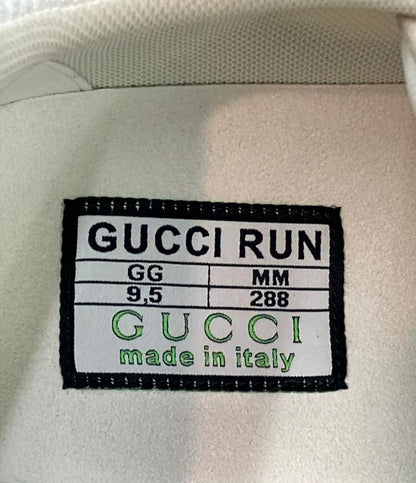 GUCCI RUN
GG MM
9,5 288
GUCCI
made in italy